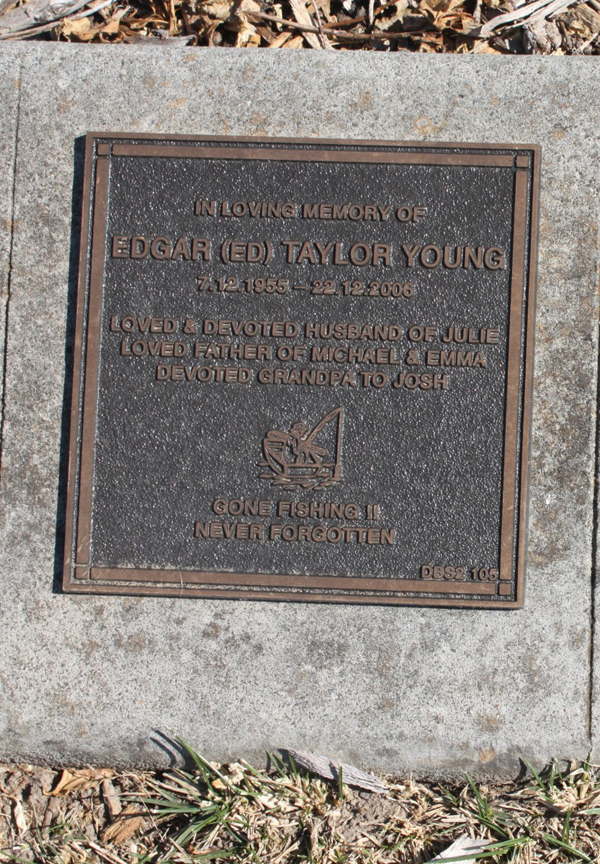 IN LOVING MEMORY OF
EDGAR (ED) TAYLOR YOUNG
7.12.1955 - 22.12.2006
LOVED & DEVOTED HUSBAND OF JULIE
LOVED FATHER OF MICHAEL & EMMA
DEVOTED GRANDPA TO JOSH
GONE FISHING II
NEVER FORGOTTEN
DBS2 105